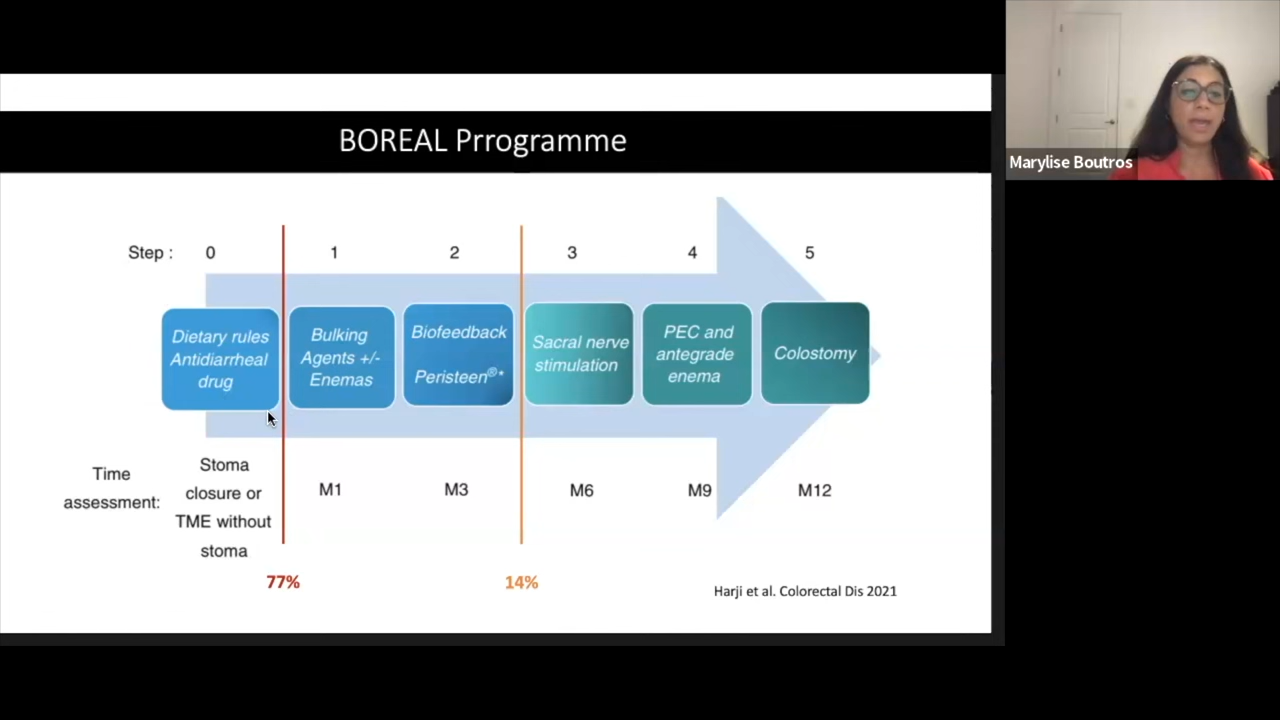 BOREAL Prrogramme
Marylise Boutros
Step : 0 1 2 3 4 5
Dietary rules
Antidiarrheal
drug
Bulking
Agents +/-
Enemas
Biofeedback
Peristeen®*
Sacral nerve
stimulation
PEC and
antegrade
enema
Colostomy
Time
assessment:
Stoma
closure or
TME without
stoma
M1 M3 M6 M9 M12
77% 14%
Harji et al. Colorectal Dis 2021